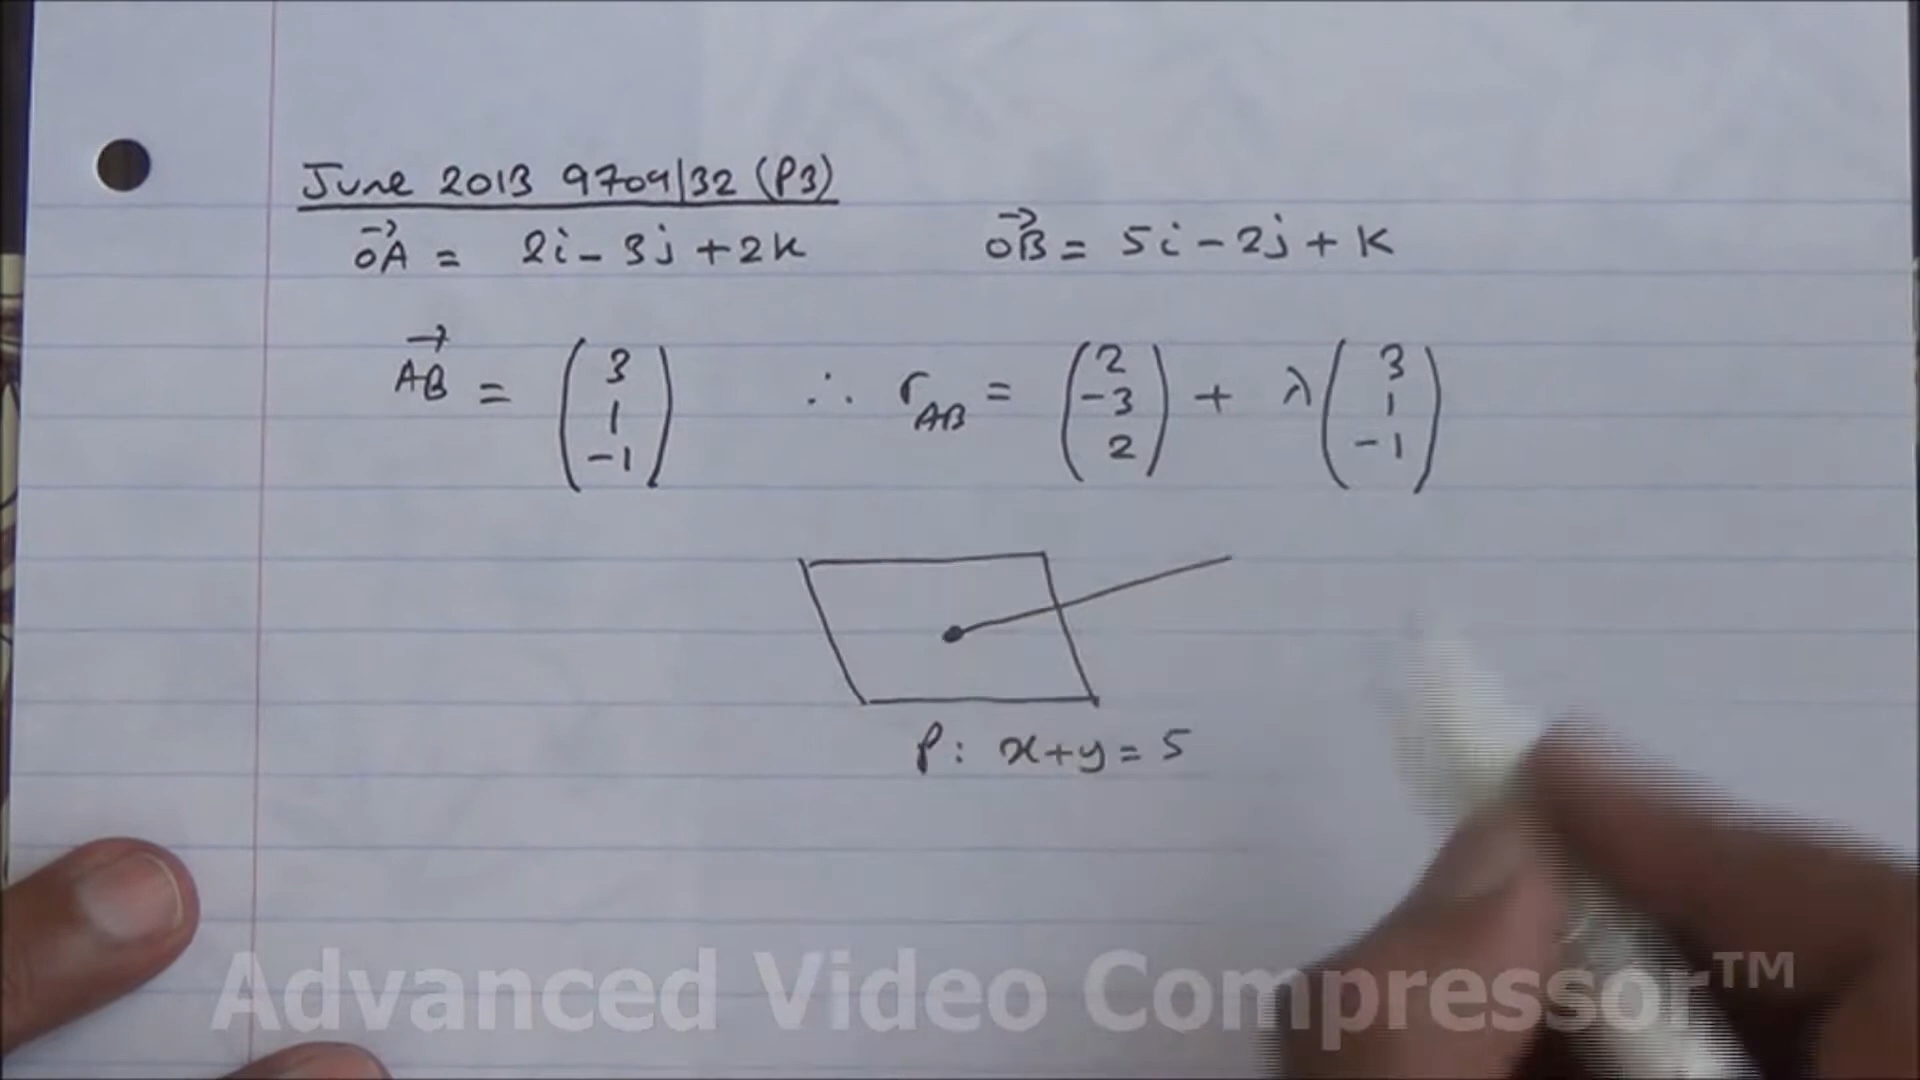 June 2013 9709/32 (P3)
→OA = 2i - 3j + 2k →OB = 5i - 2j + k
→AB = (3 1 -1) ∴ r_AB = (2 -3 2) + λ(3 1 -1)
P: x+y = 5
Advanced Video Compressor™